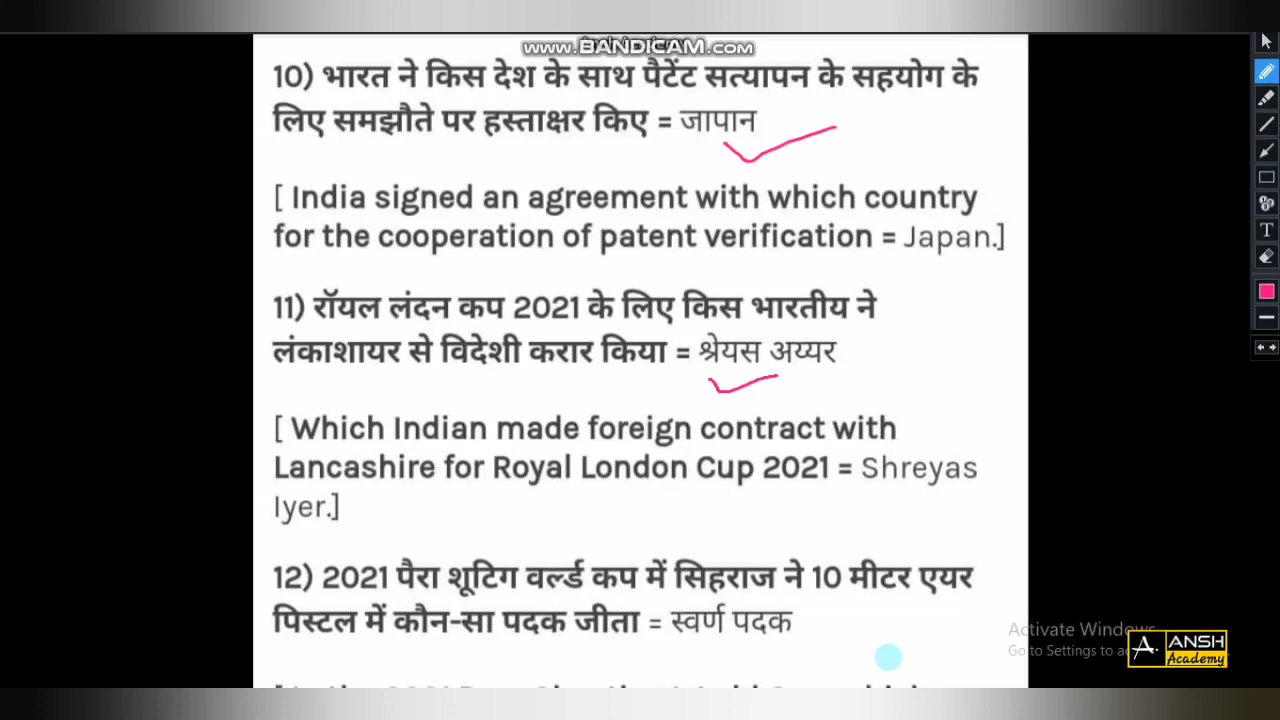 www.BANDICAM.com
10) भारत ने किस देश के साथ पैटेंट सत्यापन के सहयोग के
लिए समझौते पर हस्ताक्षर किए = जापान
[ India signed an agreement with which country
for the cooperation of patent verification = Japan.]
11) रॉयल लंदन कप 2021 के लिए किस भारतीय ने
लंकाशायर से विदेशी करार किया = श्रेयस अय्यर
[ Which Indian made foreign contract with
Lancashire for Royal London Cup 2021 = Shreyas
Iyer.]
12) 2021 पैरा शूटिग वर्ल्ड कप में सिहराज ने 10 मीटर एयर
पिस्टल में कौन-सा पदक जीता = स्वर्ण पदक
Activate Windows
Go to Settings to
A ANSH
Academy